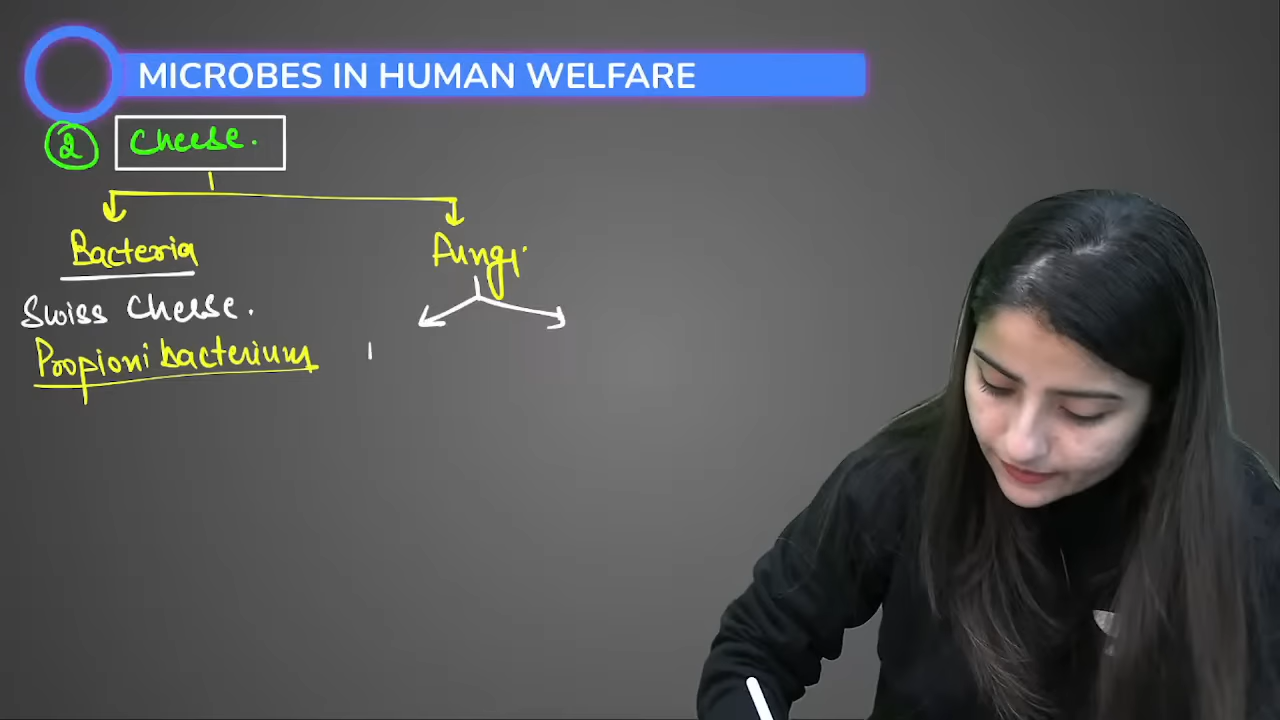 MICROBES IN HUMAN WELFARE
2 Cheese.
Bacteria Fungi
Swiss Cheese.
Propionibacterium